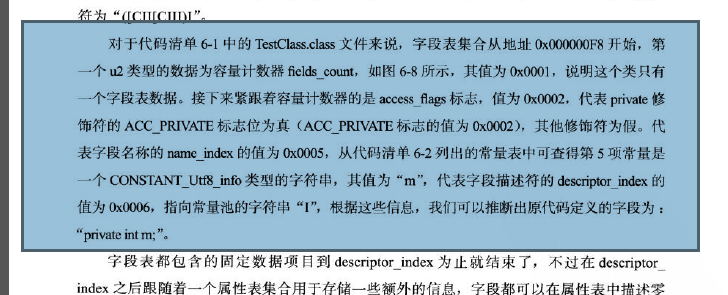 符为“([CII[CIII)I”。
对于代码清单 6-1 中的 TestClass.class 文件来说，字段表集合从地址 0x000000F8 开始，第
一个 u2 类型的数据为容量计数器 fields_count，如图 6-8 所示，其值为 0x0001，说明这个类只有
一个字段表数据。接下来紧跟着容量计数器的是 access_flags 标志，值为 0x0002，代表 private 修
饰符的 ACC_PRIVATE 标志位为真（ACC_PRIVATE 标志的值为 0x0002），其他修饰符为假。代
表字段名称的 name_index 的值为 0x0005，从代码清单 6-2 列出的常量表中可查得第 5 项常量是
一个 CONSTANT_Utf8_info 类型的字符串，其值为“m”，代表字段描述符的 descriptor_index 的
值为 0x0006，指向常量池的字符串“I”，根据这些信息，我们可以推断出原代码定义的字段为：
“private int m;”。
字段表都包含的固定数据项目到 descriptor_index 为止就结束了，不过在 descriptor_
index 之后跟随着一个属性表集合用于存储一些额外的信息，字段都可以在属性表中描述零